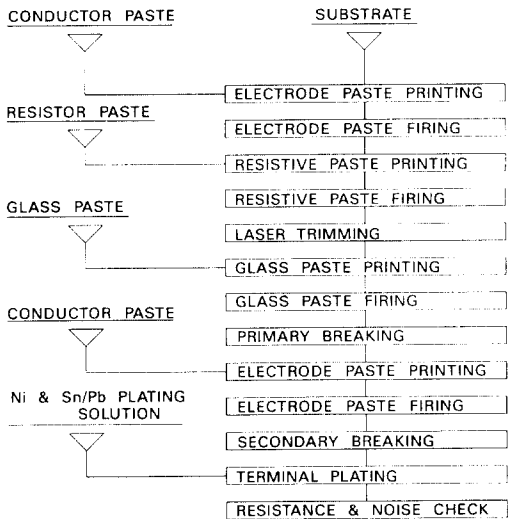 CONDUCTOR PASTE
SUBSTRATE
ELECTRODE PASTE PRINTING
RESISTOR PASTE
ELECTRODE PASTE FIRING
RESISTIVE PASTE PRINTING
RESISTIVE PASTE FIRING
GLASS PASTE
LASER TRIMMING
GLASS PASTE PRINTING
GLASS PASTE FIRING
CONDUCTOR PASTE
PRIMARY BREAKING
ELECTRODE PASTE PRINTING
Ni & Sn/Pb PLATING
SOLUTION
ELECTRODE PASTE FIRING
SECONDARY BREAKING
TERMINAL PLATING
RESISTANCE & NOISE CHECK